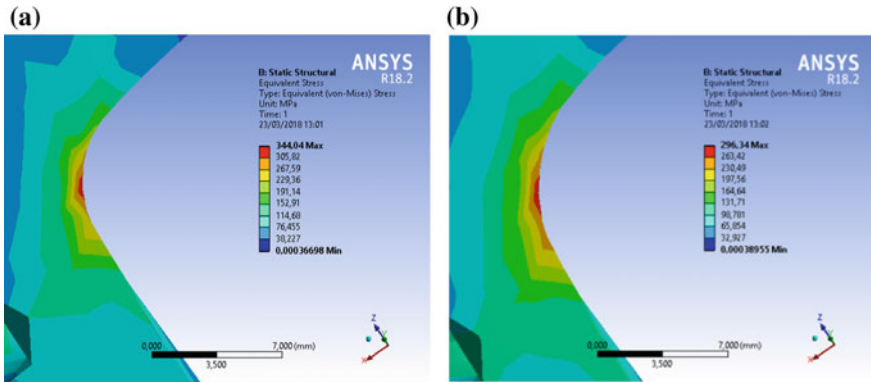 (a)
ANSYS
R18.2
B: Static Structural
Equivalent Stress
Type: Equivalent (von-Mises) Stress
Unit: MPa
Time: 1
23/03/2018 13:01
344,04 Max
305,82
267,59
229,36
191,14
152,91
114,68
76,455
38,227
0,00036698 Min
0,000
7,000 (mm)
3,500
Z
Y
X
(b)
ANSYS
R18.2
B: Static Structural
Equivalent Stress
Type: Equivalent (von-Mises) Stress
Unit: MPa
Time: 1
23/03/2018 13:02
296,34 Max
263,42
230,49
197,56
164,64
131,71
98,781
65,854
32,927
0,00038955 Min
0,000
7,000 (mm)
3,500
Z
Y
X